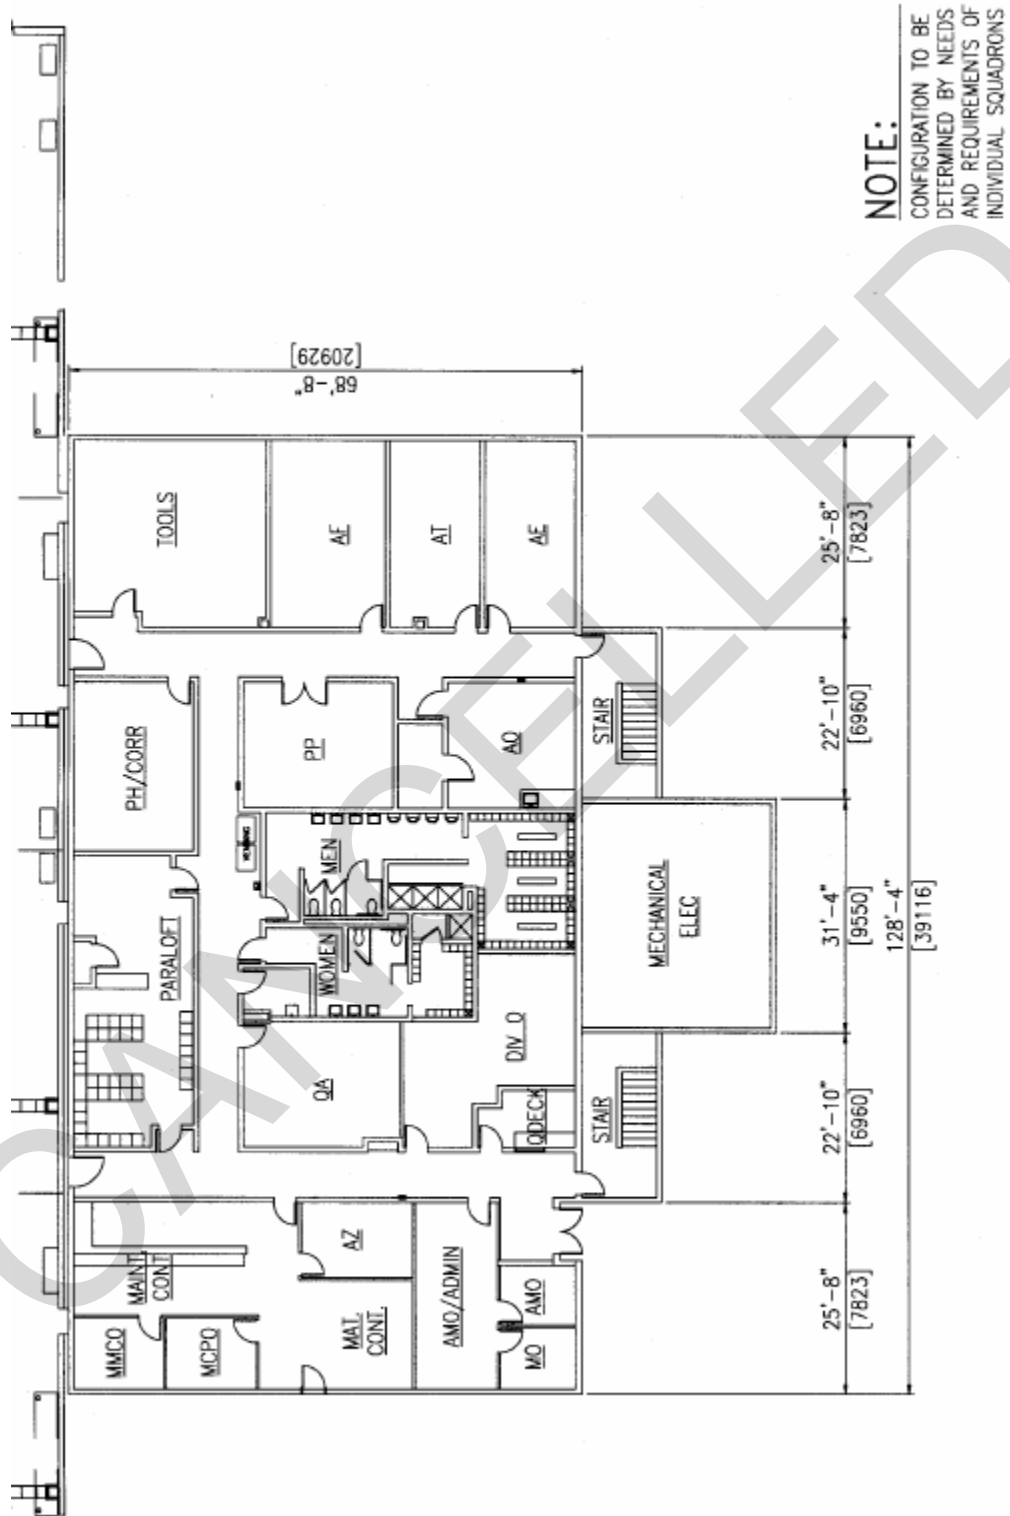 TOOLS
AF
AT
AE
PH/CORR
PP
AO
STAIR
VENDING
MEN
WOMEN
PARALOFT
MECHANICAL
ELEC
QA
DIV O
QDECK
STAIR
MAINT
CONT
AZ
MMCO
MCPO
MAT.
CONT.
AMO/ADMIN
AMO
MO
68'-8"
[20929]
25'-8"
[7823]
22'-10"
[6960]
31'-4"
[9550]
22'-10"
[6960]
25'-8"
[7823]
128'-4"
[39116]
NOTE:
CONFIGURATION TO BE
DETERMINED BY NEEDS
AND REQUIREMENTS OF
INDIVIDUAL SQUADRONS
CANCELLED